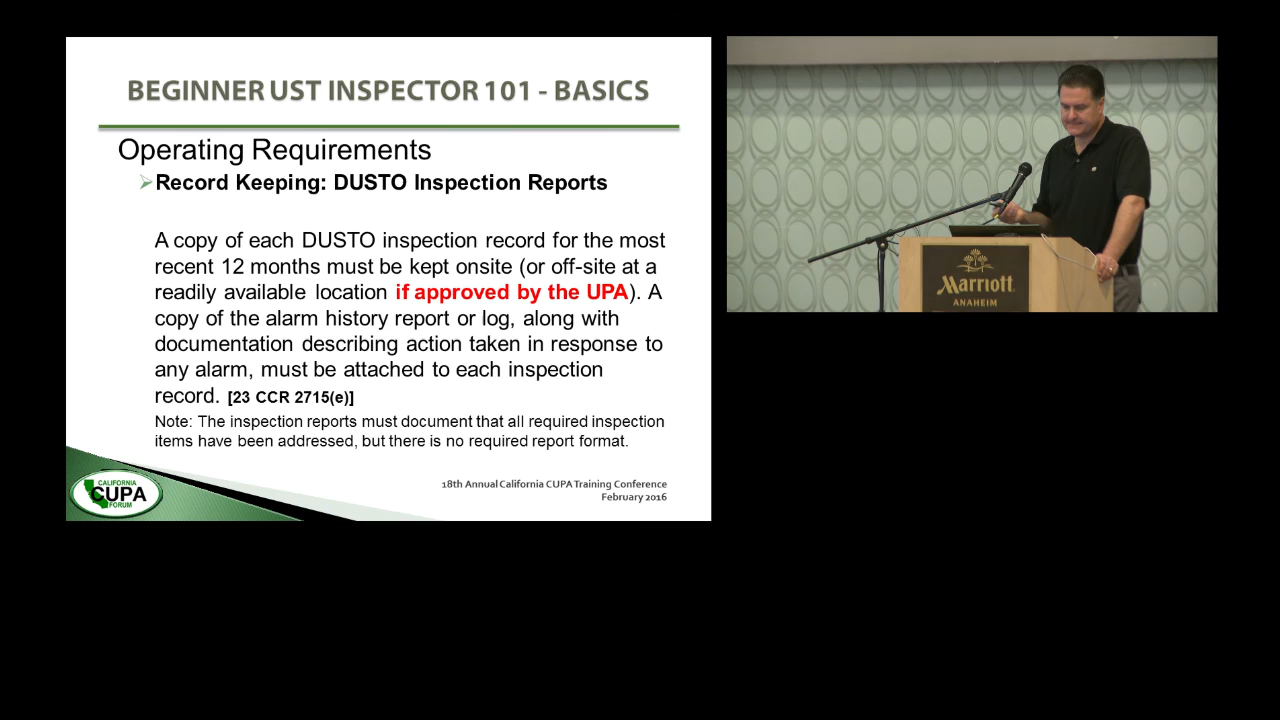 BEGINNER UST INSPECTOR 101 - BASICS
Operating Requirements
Record Keeping: DUSTO Inspection Reports
A copy of each DUSTO inspection record for the most
recent 12 months must be kept onsite (or off-site at a
readily available location if approved by the UPA). A
copy of the alarm history report or log, along with
documentation describing action taken in response to
any alarm, must be attached to each inspection
record. [23 CCR 2715(e)]
Note: The inspection reports must document that all required inspection
items have been addressed, but there is no required report format.
CALIFORNIA
CUPA
FORUM
18th Annual California CUPA Training Conference
February 2016
Marriott
ANAHEIM